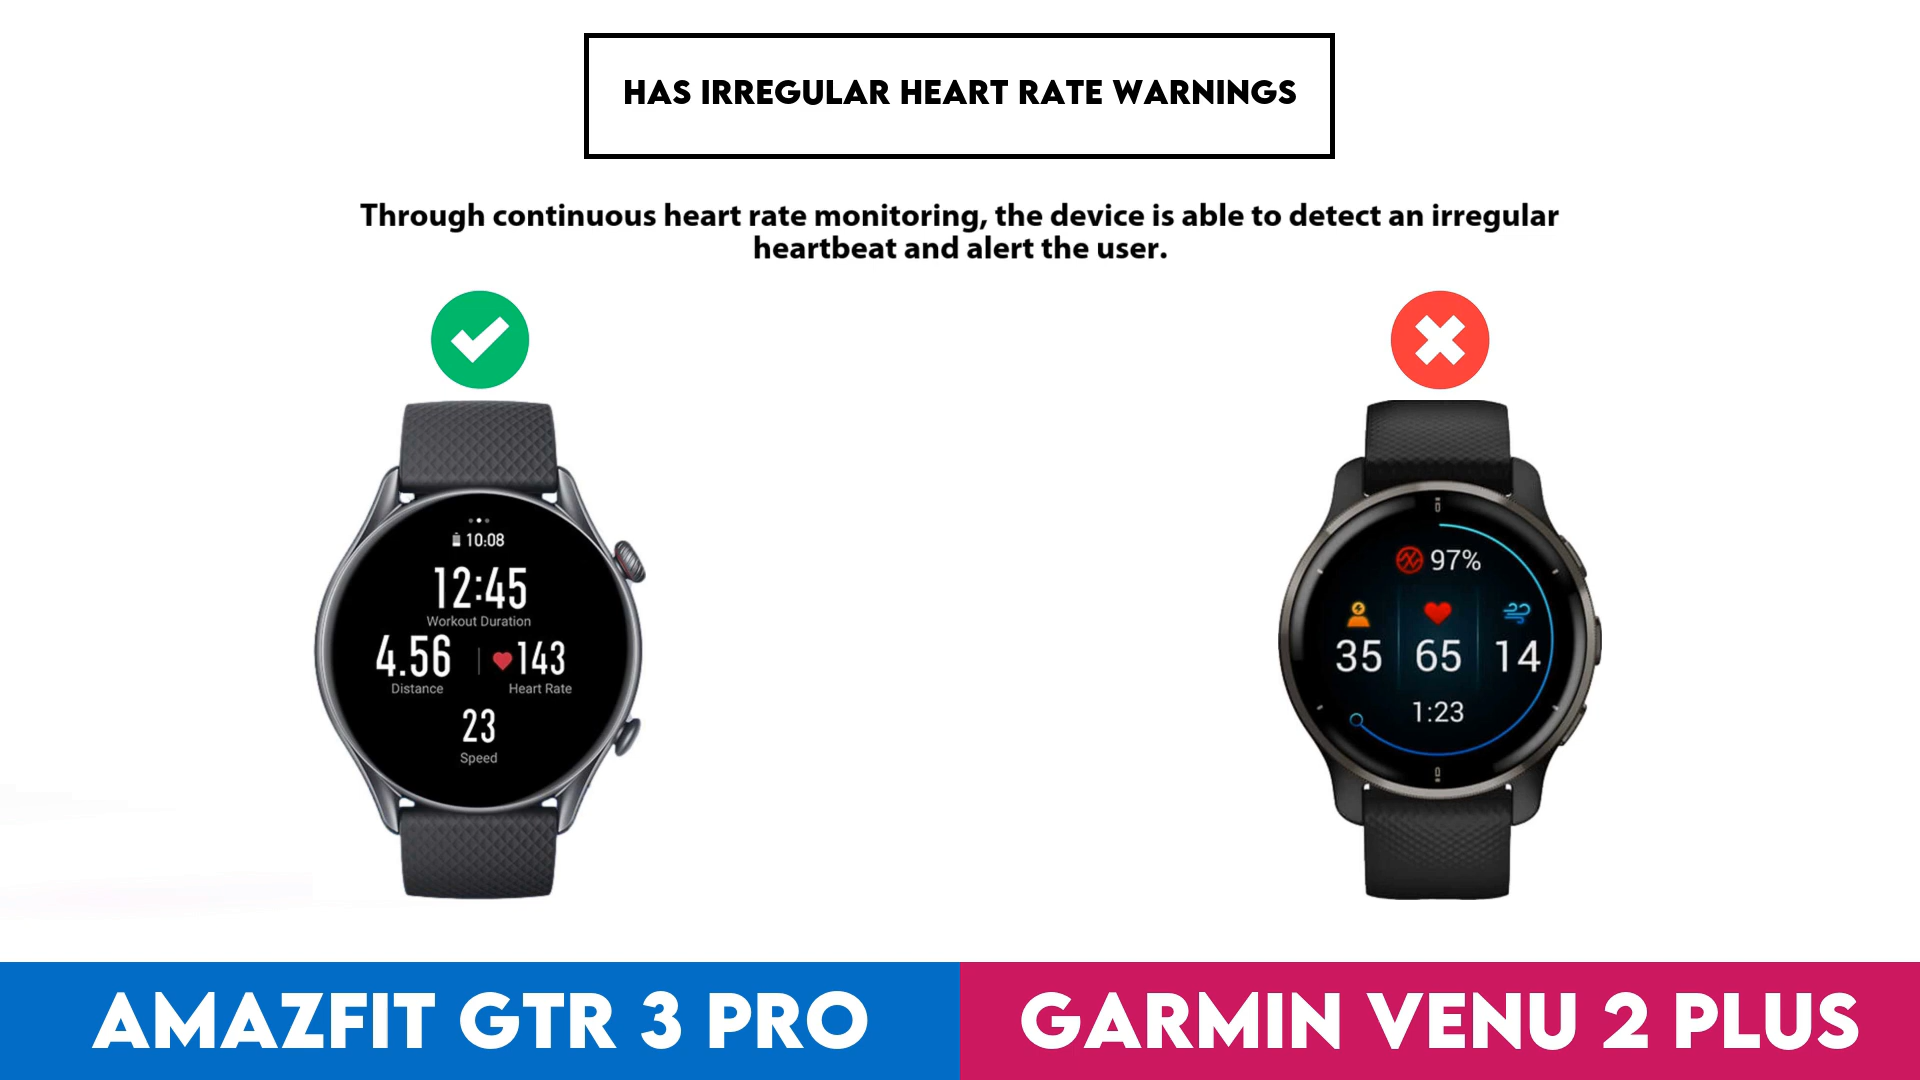 HAS IRREGULAR HEART RATE WARNINGS
Through continuous heart rate monitoring, the device is able to detect an irregular
heartbeat and alert the user.
10:08
12:45
Workout Duration
4.56 143
Distance Heart Rate
23
Speed
97%
35 65 14
1:23
AMAZFIT GTR 3 PRO
GARMIN VENU 2 PLUS